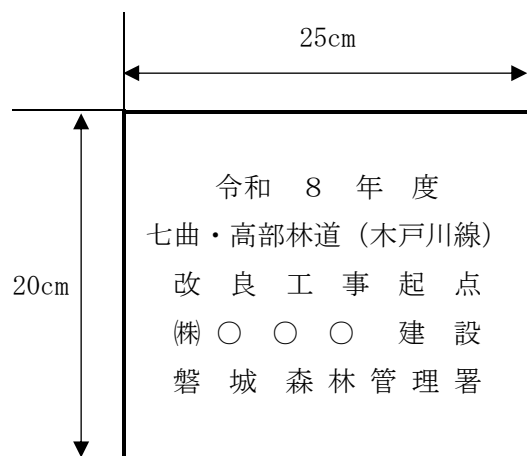 25cm
令和 8 年 度
七曲・高部林道（木戸川線）
20cm
改 良 工 事 起 点
㈱ ○ ○ ○ 建 設
磐 城 森 林 管 理 署